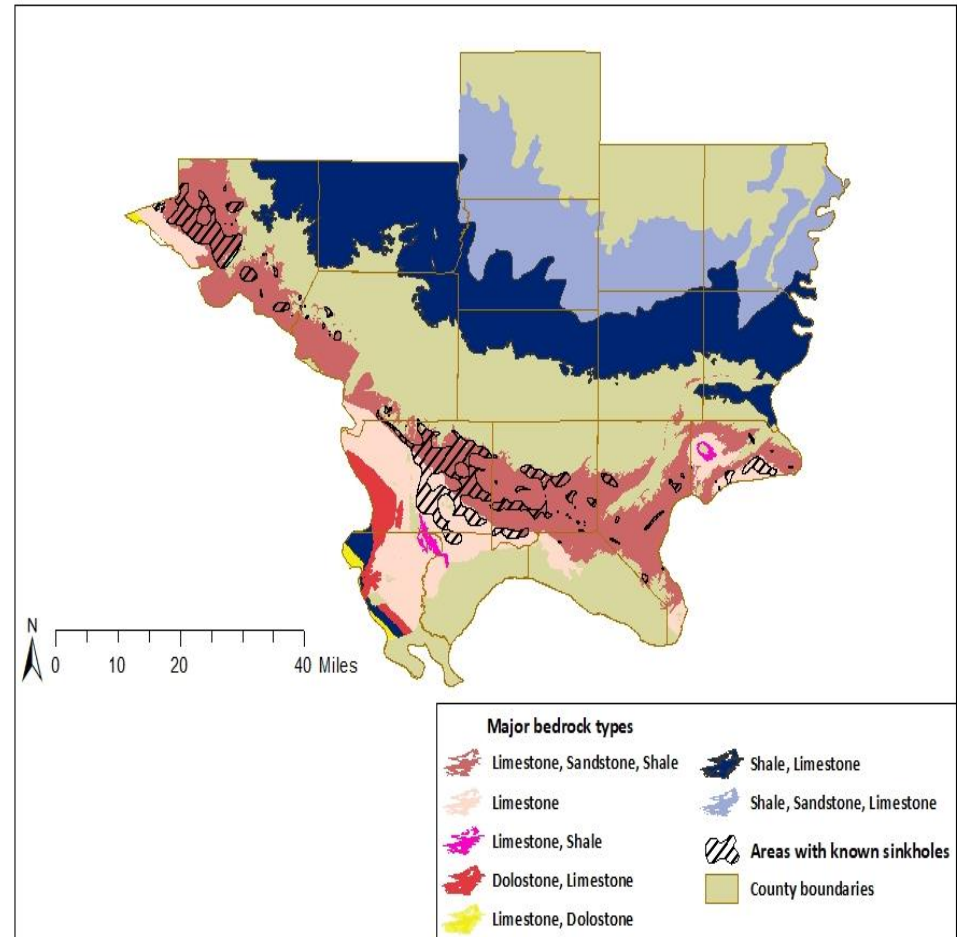 N
0 10 20 40 Miles
Major bedrock types
Limestone, Sandstone, Shale
Limestone
Limestone, Shale
Dolostone, Limestone
Limestone, Dolostone
Shale, Limestone
Shale, Sandstone, Limestone
Areas with known sinkholes
County boundaries